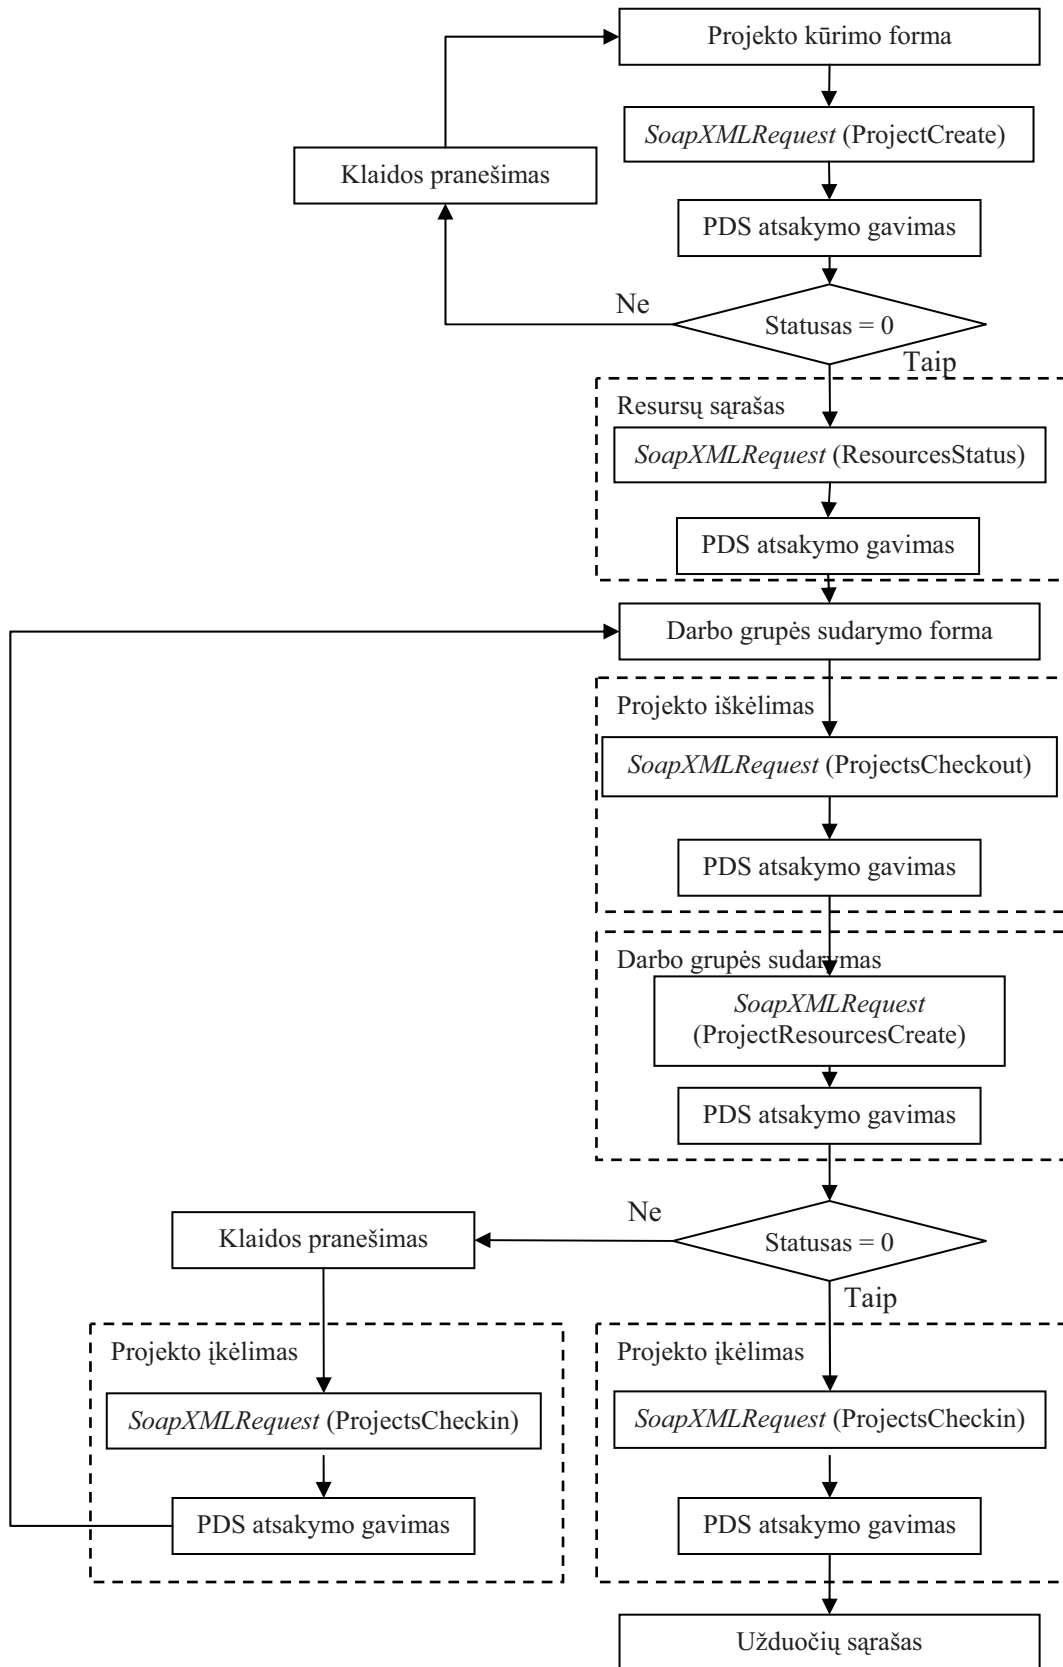 Projekto kūrimo forma
SoapXMLRequest (ProjectCreate)
Klaidos pranešimas
PDS atsakymo gavimas
Ne
Statusas = 0
Taip
Resursų sąrašas
SoapXMLRequest (ResourcesStatus)
PDS atsakymo gavimas
Darbo grupės sudarymo forma
Projekto iškėlimas
SoapXMLRequest (ProjectsCheckout)
PDS atsakymo gavimas
Darbo grupės sudarymas
SoapXMLRequest
(ProjectResourcesCreate)
PDS atsakymo gavimas
Ne
Klaidos pranešimas
Statusas = 0
Taip
Projekto įkėlimas
SoapXMLRequest (ProjectsCheckin)
PDS atsakymo gavimas
Projekto įkėlimas
SoapXMLRequest (ProjectsCheckin)
PDS atsakymo gavimas
Užduočių sąrašas